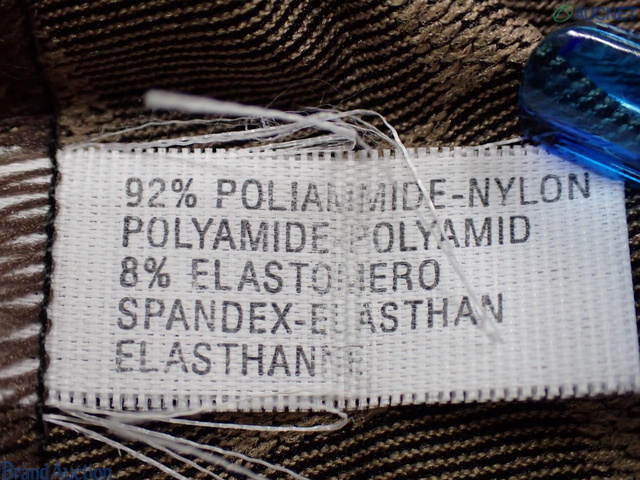 92% POLIAMMIDE-NYLON
POLYAMIDE POLYAMID
8% ELASTOMERO
SPANDEX-ELASTHAN
ELASTHANNE
Brand Auction